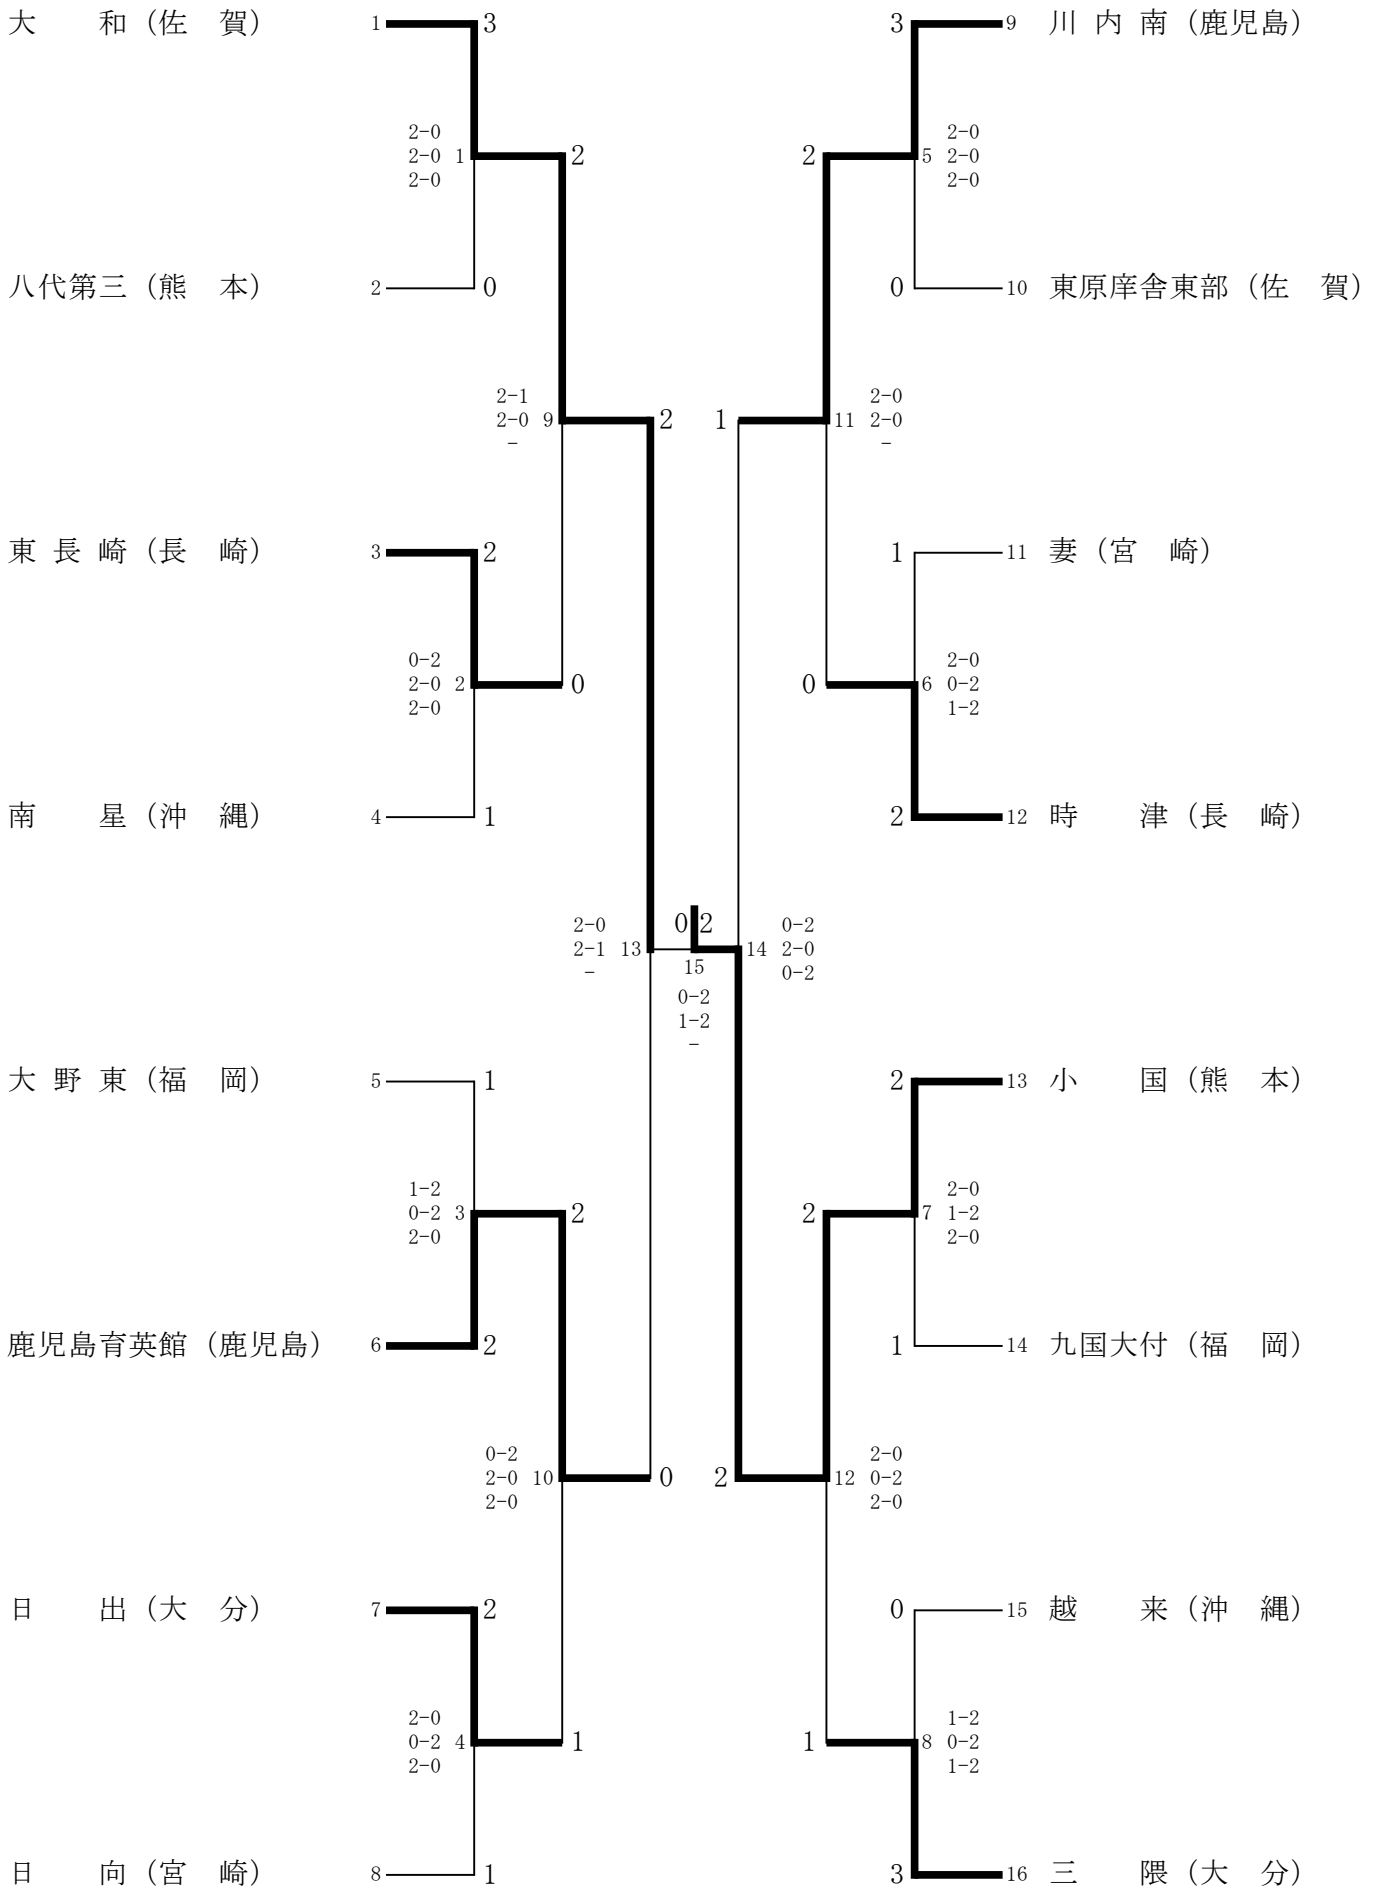 大　　和（佐　賀） 1 3 3 9 川 内 南（鹿児島）
2-0 2-0
2-0 1 2 2 5 2-0
2-0 2-0
八代第三（熊　本） 2 0 0 10 東原庠舎東部（佐　賀）
2-1 2-0
2-0 9 2 1 11 2-0
- -
東 長 崎（長　崎） 3 2 1 11 妻（宮　崎）
0-2 2-0
2-0 2 0 0 6 0-2
2-0 1-2
南　　星（沖　縄） 4 1 2 12 時　　津（長　崎）
2-0 0 2 0-2
2-1 13 14 2-0
- 15 0-2
0-2
1-2
-
大 野 東（福　岡） 5 1 2 13 小　　国（熊　本）
1-2 2-0
0-2 3 2 2 7 1-2
2-0 2-0
鹿児島育英館（鹿児島） 6 2 1 14 九国大付（福　岡）
0-2 2-0
2-0 10 0 2 12 0-2
2-0 2-0
日　　出（大　分） 7 2 0 15 越　　来（沖　縄）
2-0 1-2
0-2 4 1 1 8 0-2
2-0 1-2
日　　向（宮　崎） 8 1 3 16 三　　隈（大　分）